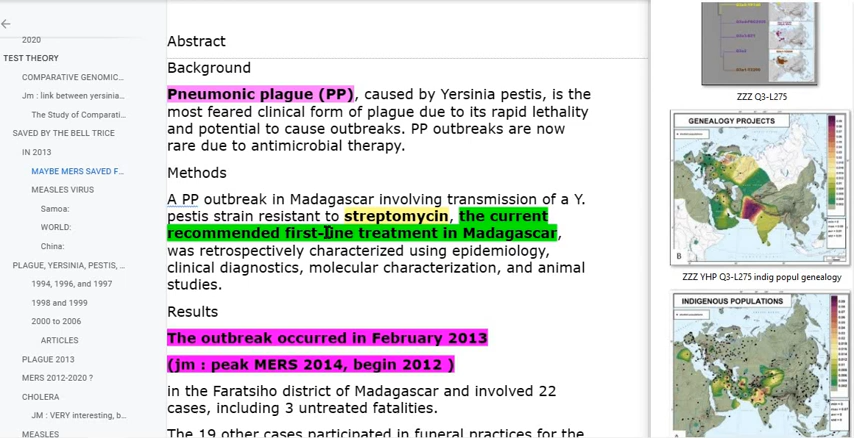 2020
TEST THEORY
COMPARATIVE GENOMIC...
Jm : link between yersinia...
The Study of Comparati...
SAVED BY THE BELL TRICE
IN 2013
MAYBE MERS SAVED F...
MEASLES VIRUS
Samoa:
WORLD:
China:
PLAGUE, YERSINIA, PESTIS, ...
1994, 1996, and 1997
1998 and 1999
2000 to 2006
ARTICLES
PLAGUE 2013
MERS 2012-2020 ?
CHOLERA
JM : VERY interesting, b...
MEASLES
Abstract
Background
Pneumonic plague (PP), caused by Yersinia pestis, is the
most feared clinical form of plague due to its rapid lethality
and potential to cause outbreaks. PP outbreaks are now
rare due to antimicrobial therapy.
Methods
A PP outbreak in Madagascar involving transmission of a Y.
pestis strain resistant to streptomycin, the current
recommended first-line treatment in Madagascar,
was retrospectively characterized using epidemiology,
clinical diagnostics, molecular characterization, and animal
studies.
Results
The outbreak occurred in February 2013
(jm : peak MERS 2014, begin 2012 )
in the Faratsiho district of Madagascar and involved 22
cases, including 3 untreated fatalities.
The 19 other cases participated in funeral practices for the
ZZZ Q3-L275
GENEALOGY PROJECTS
B
ZZZ YHP Q3-L275 indig popul genealogy
INDIGENOUS POPULATIONS